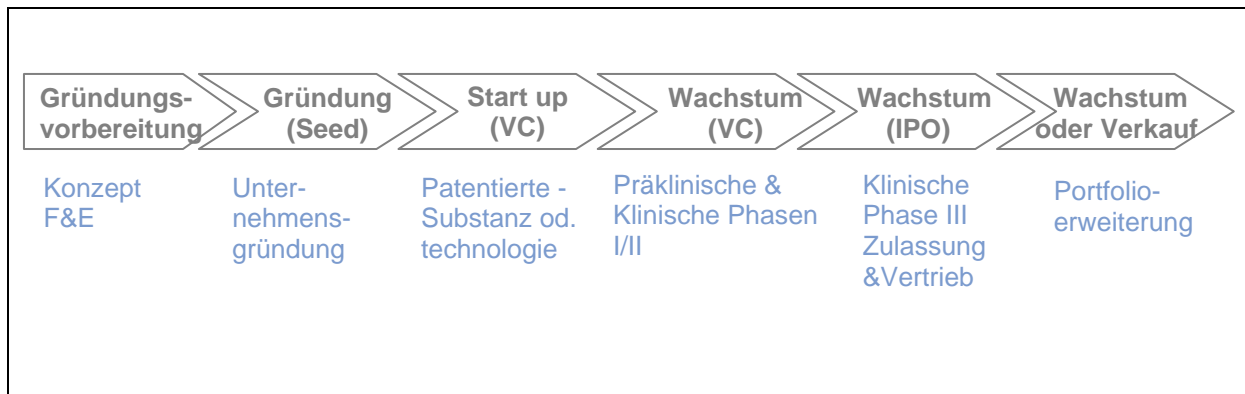 Gründungs-
vorbereitung
Gründung
(Seed)
Start up
(VC)
Wachstum
(VC)
Wachstum
(IPO)
Wachstum
oder Verkauf
Konzept
F&E
Unter-
nehmens-
gründung
Patentierte -
Substanz od.
technologie
Präklinische &
Klinische Phasen
I/II
Klinische
Phase III
Zulassung
&Vertrieb
Portfolio-
erweiterung